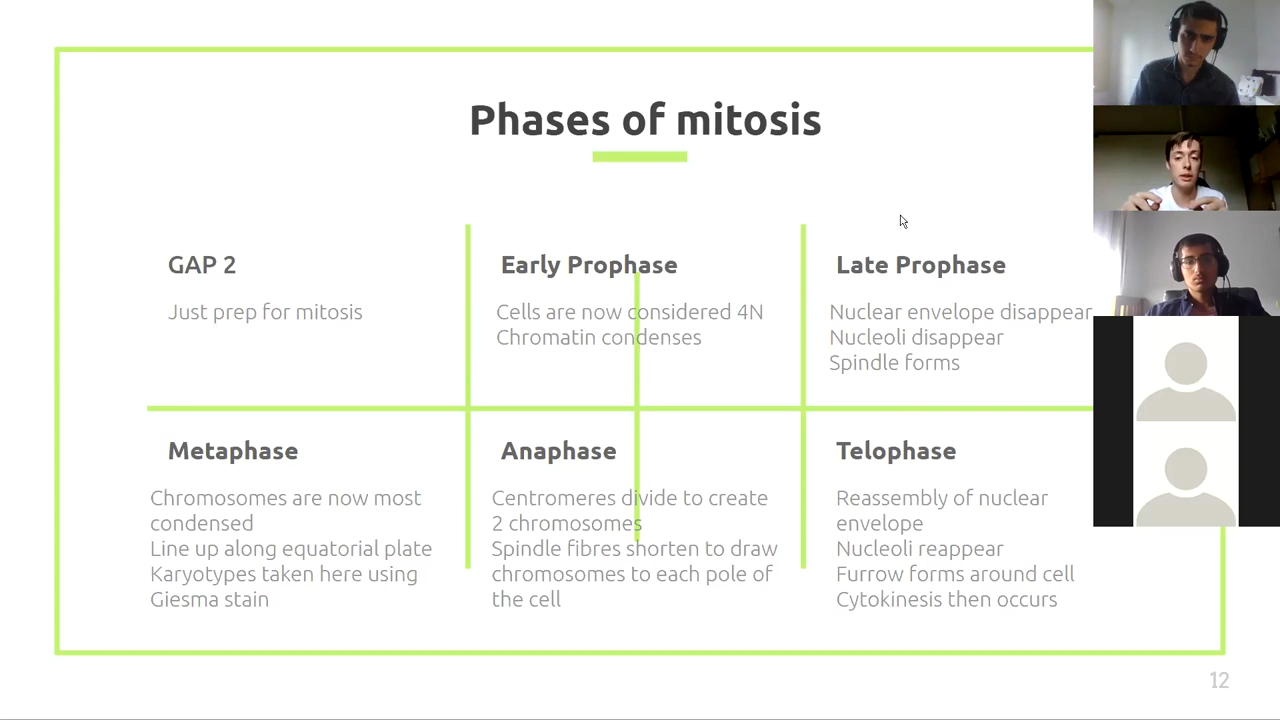 Phases of mitosis
GAP 2
Just prep for mitosis
Early Prophase
Cells are now considered 4N
Chromatin condenses
Late Prophase
Nuclear envelope disappear
Nucleoli disappear
Spindle forms
Metaphase
Chromosomes are now most
condensed
Line up along equatorial plate
Karyotypes taken here using
Giesma stain
Anaphase
Centromeres divide to create
2 chromosomes
Spindle fibres shorten to draw
chromosomes to each pole of
the cell
Telophase
Reassembly of nuclear
envelope
Nucleoli reappear
Furrow forms around cell
Cytokinesis then occurs
12